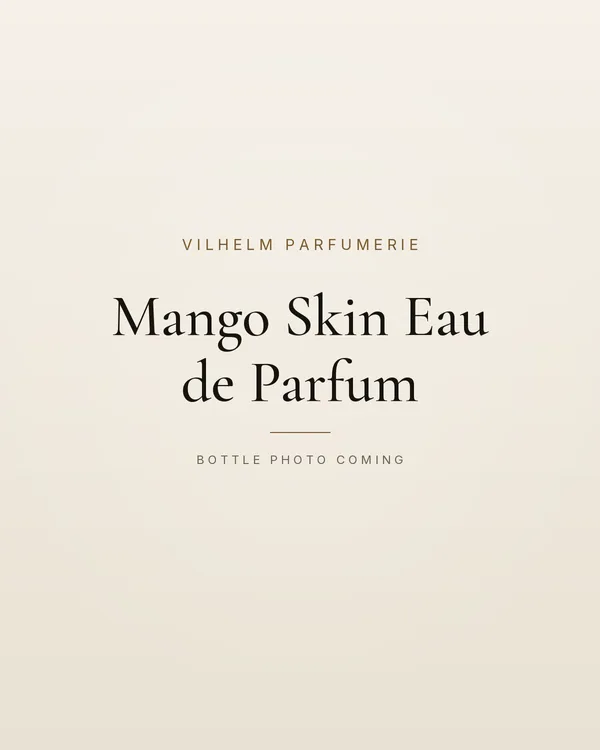 VILHELM PARFUMERIE
Mango Skin Eau
de Parfum
BOTTLE PHOTO COMING